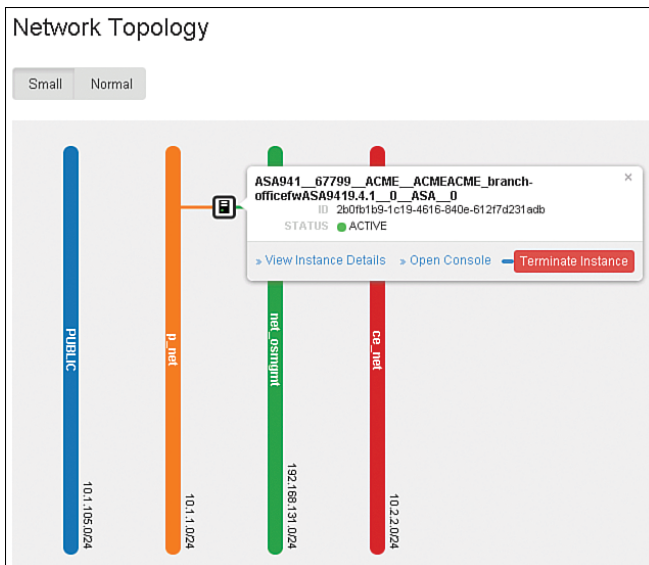 Network Topology
Small Normal
ASA941__67799__ACME__ACMEACME_branch-
officefwASA9419.4.1__0__ASA__0
ID 2b0fb1b9-1c19-4616-840e-612f7d231adb
STATUS ACTIVE
» View Instance Details » Open Console Terminate Instance
PUBLIC
10.1.105.0/24
p_net
10.1.1.0/24
net_osmgmt
192.168.131.0/24
ce_net
10.2.2.0/24